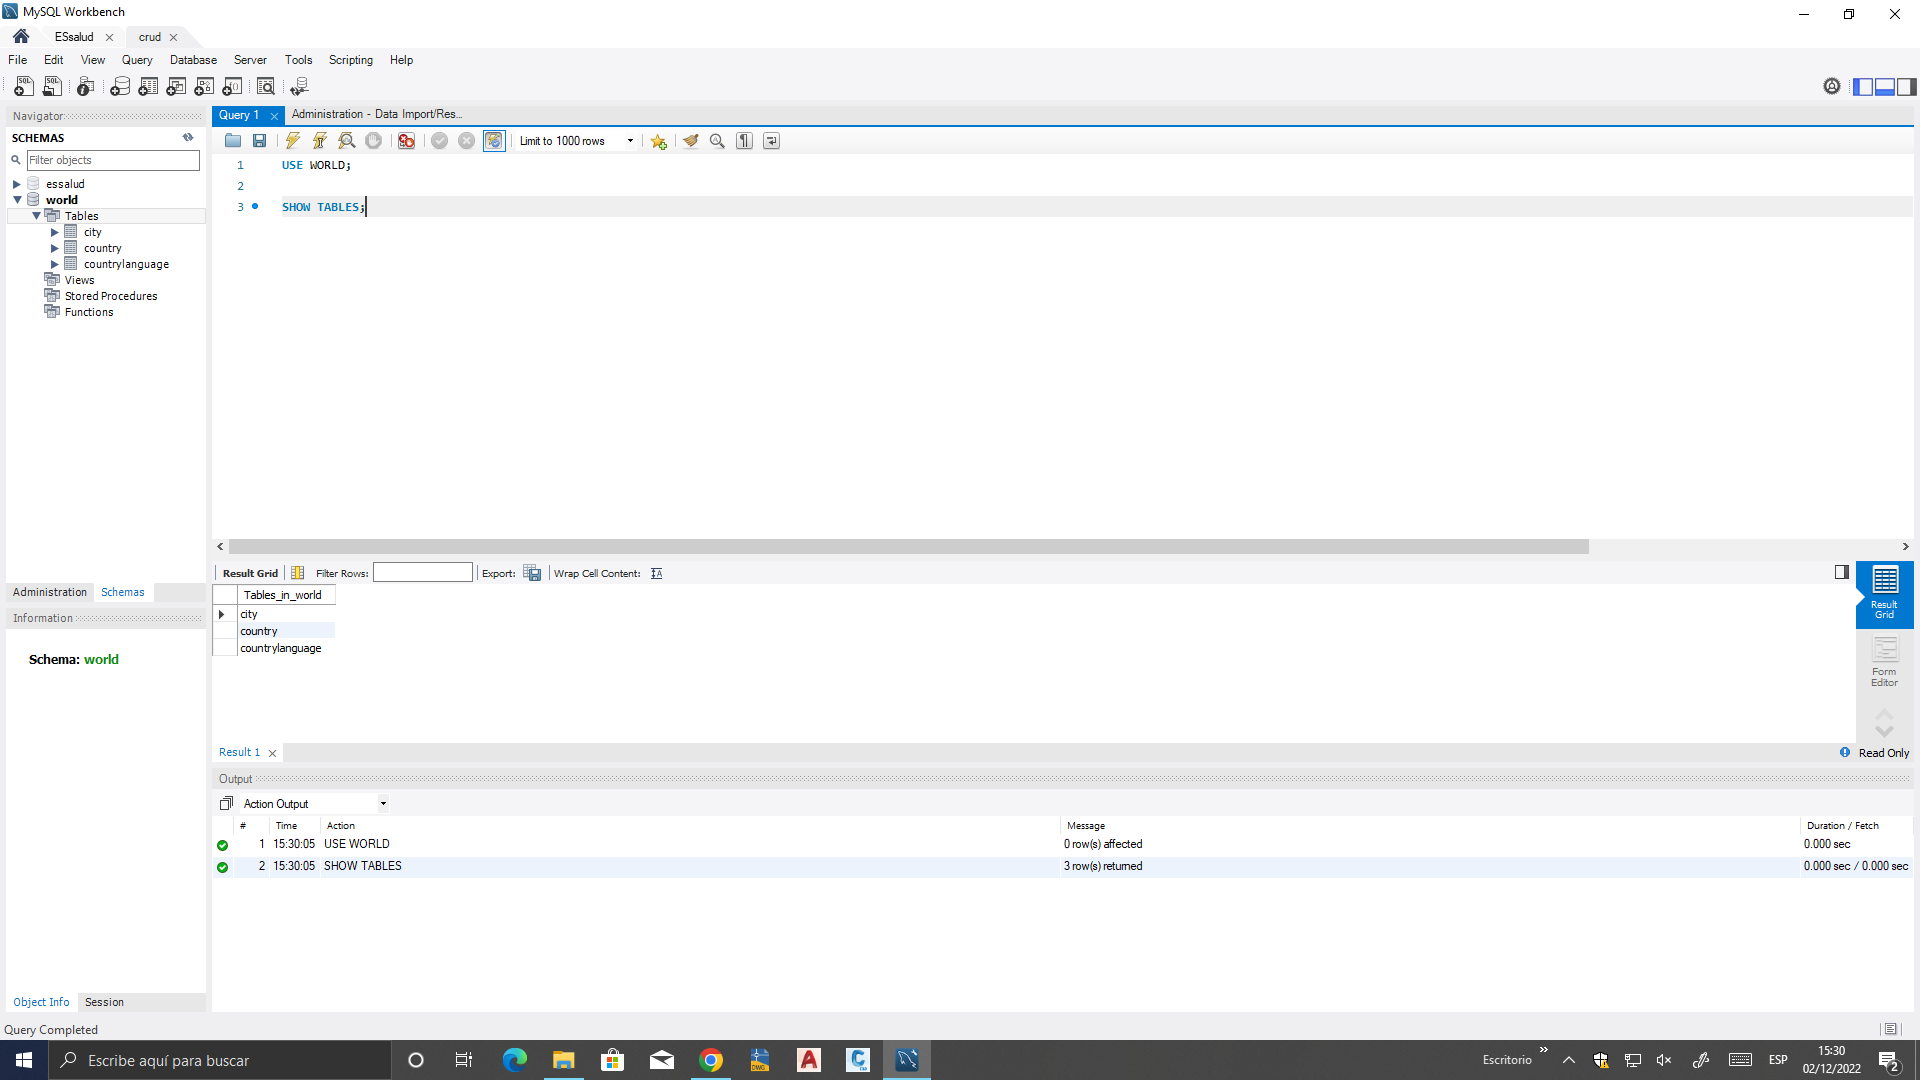 MySQL Workbench
ESsalud
crud
File Edit View Query Database Server Tools Scripting Help
Navigator
SCHEMAS
Filter objects
essalud
world
Tables
city
country
countrylanguage
Views
Stored Procedures
Functions
Administration Schemas
Information
Schema: world
Object Info Session
Query 1
Administration - Data Import/Res...
Limit to 1000 rows
1 USE WORLD;
2
3 SHOW TABLES;
Result Grid Filter Rows: Export: Wrap Cell Content:
Tables_in_world
city
country
countrylanguage
Result Grid
Form Editor
Result 1
Read Only
Output
Action Output
# Time Action Message Duration / Fetch
1 15:30:05 USE WORLD 0 row(s) affected 0.000 sec
2 15:30:05 SHOW TABLES 3 row(s) returned 0.000 sec / 0.000 sec
Query Completed
Escribe aquí para buscar
DWG
Escritorio
ESP
15:30
02/12/2022
2